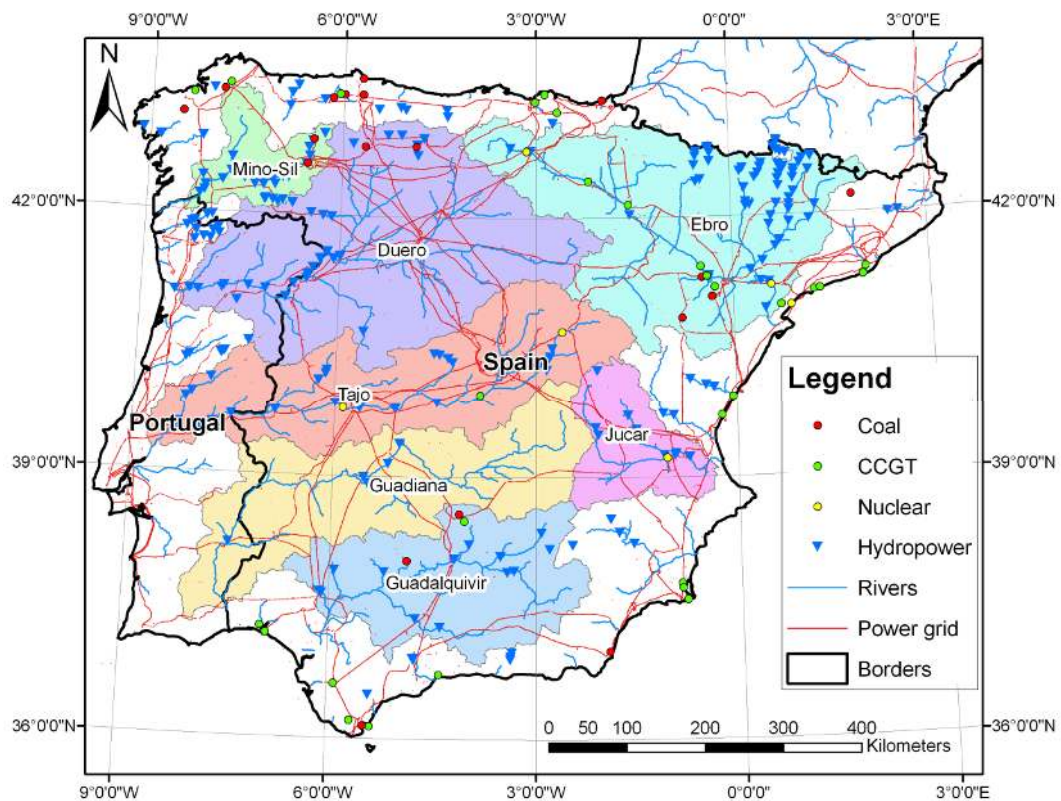 6°0'0"W 3°0'0"W 0°0'0" 3°0'0"E
9°0'0"W
N
Mino-Sil
42°0'0"N
42°0'0"N
Ebro
Duero
Spain
Tajo
Portugal
Jucar
39°0'0"N
39°0'0"N
Guadiana
Guadalquivir
Legend
Coal
CCGT
Nuclear
Hydropower
Rivers
Power grid
Borders
36°0'0"N
36°0'0"N
0 50 100 200 300 400
Kilometers
9°0'0"W 6°0'0"W 3°0'0"W 0°0'0" 3°0'0"E